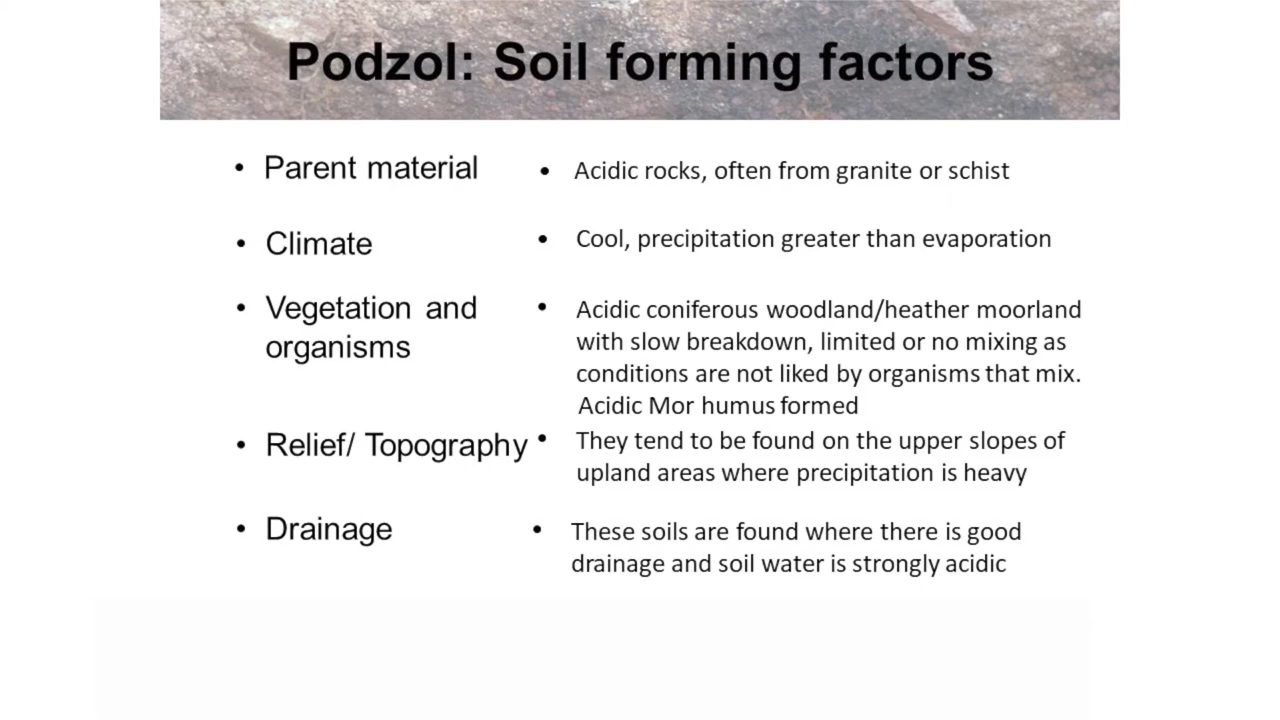 Podzol: Soil forming factors
• Parent material
• Acidic rocks, often from granite or schist
• Climate
• Cool, precipitation greater than evaporation
• Vegetation and
organisms
• Acidic coniferous woodland/heather moorland
with slow breakdown, limited or no mixing as
conditions are not liked by organisms that mix.
Acidic Mor humus formed
• Relief/ Topography
• They tend to be found on the upper slopes of
upland areas where precipitation is heavy
• Drainage
• These soils are found where there is good
drainage and soil water is strongly acidic